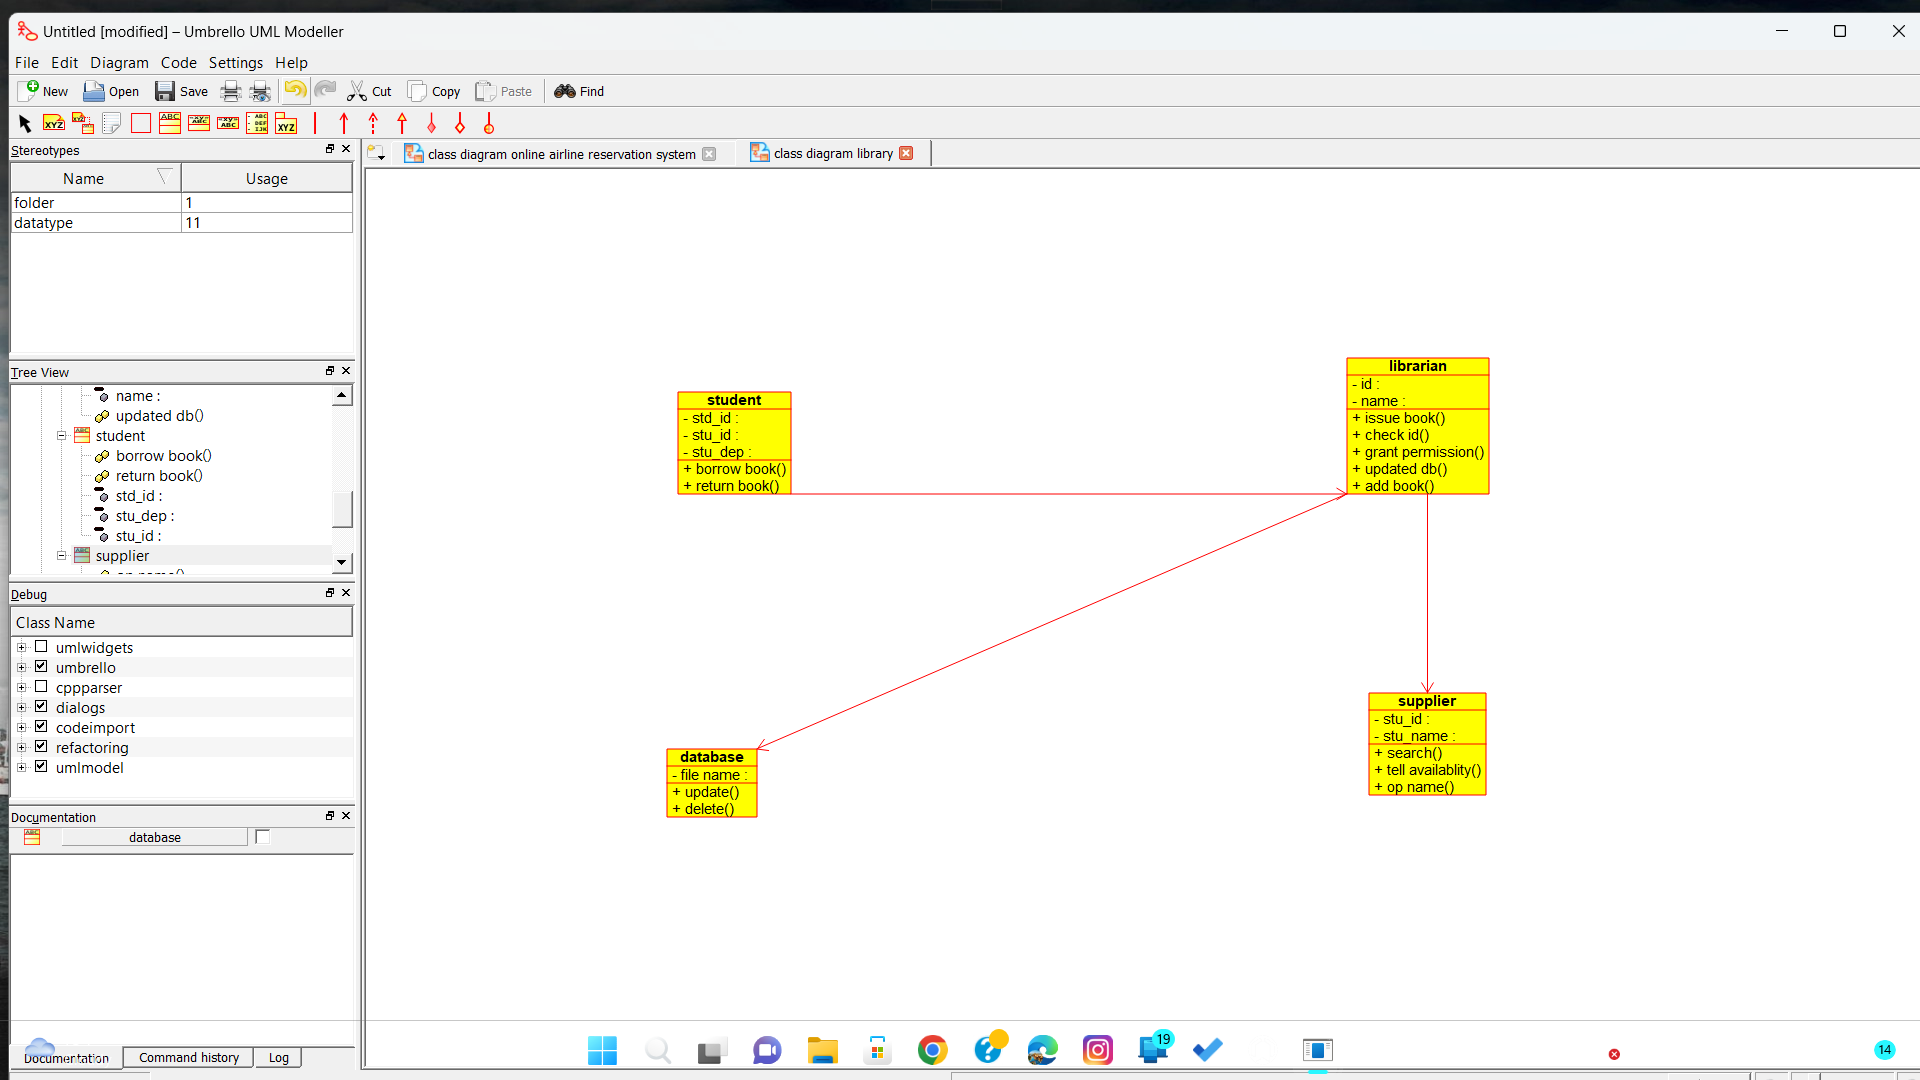 Untitled [modified] – Umbrello UML Modeller
File Edit Diagram Code Settings Help
New Open Save Cut Copy Paste Find
Stereotypes
Name Usage
folder 1
datatype 11
Tree View
name :
updated db()
student
borrow book()
return book()
std_id :
stu_dep :
stu_id :
supplier
Debug
Class Name
umlwidgets
umbrello
cppparser
dialogs
codeimport
refactoring
umlmodel
Documentation
database
Documentation Command history Log
class diagram online airline reservation system
class diagram library
student
- std_id :
- stu_id :
- stu_dep :
+ borrow book()
+ return book()
librarian
- id :
- name :
+ issue book()
+ check id()
+ grant permission()
+ updated db()
+ add book()
database
- file name :
+ update()
+ delete()
supplier
- stu_id :
- stu_name :
+ search()
+ tell availablity()
+ op name()
19
14